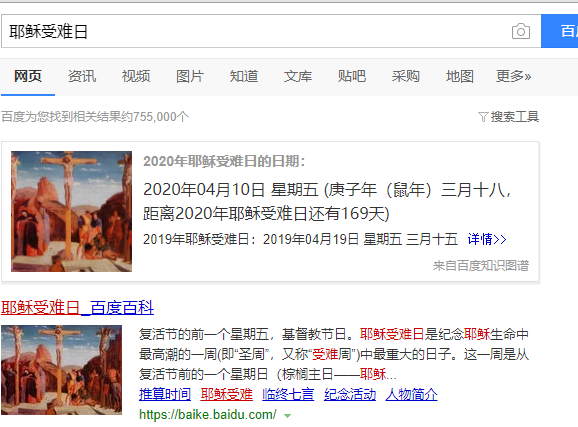 耶稣受难日
百度
网页 资讯 视频 图片 知道 文库 贴吧 采购 地图 更多»
百度为您找到相关结果约755,000个 搜索工具
2020年耶稣受难日的日期:
2020年04月10日 星期五 (庚子年（鼠年）三月十八，
距离2020年耶稣受难日还有169天)
2019年耶稣受难日：2019年04月19日 星期五 三月十五 详情>>
来自百度知识图谱
耶稣受难日_百度百科
复活节的前一个星期五，基督教节日。耶稣受难日是纪念耶稣生命中
最高潮的一周(即“圣周”，又称“受难周”)中最重大的日子。这一周是从
复活节前的一个星期日（棕榈主日——耶稣...
推算时间 耶稣受难 临终七言 纪念活动 人物简介
https://baike.baidu.com/